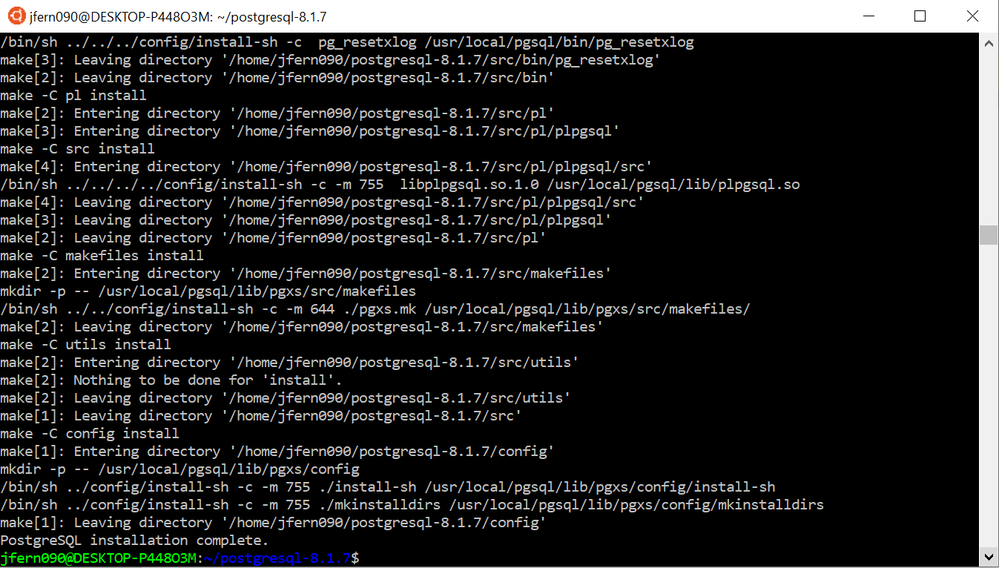 jfern090@DESKTOP-P448O3M: ~/postgresql-8.1.7
/bin/sh ../../../config/install-sh -c  pg_resetxlog /usr/local/pgsql/bin/pg_resetxlog
make[3]: Leaving directory '/home/jfern090/postgresql-8.1.7/src/bin/pg_resetxlog'
make[2]: Leaving directory '/home/jfern090/postgresql-8.1.7/src/bin'
make -C pl install
make[2]: Entering directory '/home/jfern090/postgresql-8.1.7/src/pl'
make[3]: Entering directory '/home/jfern090/postgresql-8.1.7/src/pl/plpgsql'
make -C src install
make[4]: Entering directory '/home/jfern090/postgresql-8.1.7/src/pl/plpgsql/src'
/bin/sh ../../../../config/install-sh -c -m 755  libplpgsql.so.1.0 /usr/local/pgsql/lib/plpgsql.so
make[4]: Leaving directory '/home/jfern090/postgresql-8.1.7/src/pl/plpgsql/src'
make[3]: Leaving directory '/home/jfern090/postgresql-8.1.7/src/pl/plpgsql'
make[2]: Leaving directory '/home/jfern090/postgresql-8.1.7/src/pl'
make -C makefiles install
make[2]: Entering directory '/home/jfern090/postgresql-8.1.7/src/makefiles'
mkdir -p -- /usr/local/pgsql/lib/pgxs/src/makefiles
/bin/sh ../../config/install-sh -c -m 644 ./pgxs.mk /usr/local/pgsql/lib/pgxs/src/makefiles/
make[2]: Leaving directory '/home/jfern090/postgresql-8.1.7/src/makefiles'
make -C utils install
make[2]: Entering directory '/home/jfern090/postgresql-8.1.7/src/utils'
make[2]: Nothing to be done for 'install'.
make[2]: Leaving directory '/home/jfern090/postgresql-8.1.7/src/utils'
make[1]: Leaving directory '/home/jfern090/postgresql-8.1.7/src'
make -C config install
make[1]: Entering directory '/home/jfern090/postgresql-8.1.7/config'
mkdir -p -- /usr/local/pgsql/lib/pgxs/config
/bin/sh ../config/install-sh -c -m 755 ./install-sh /usr/local/pgsql/lib/pgxs/config/install-sh
/bin/sh ../config/install-sh -c -m 755 ./mkinstalldirs /usr/local/pgsql/lib/pgxs/config/mkinstalldirs
make[1]: Leaving directory '/home/jfern090/postgresql-8.1.7/config'
PostgreSQL installation complete.
jfern090@DESKTOP-P448O3M:~/postgresql-8.1.7$